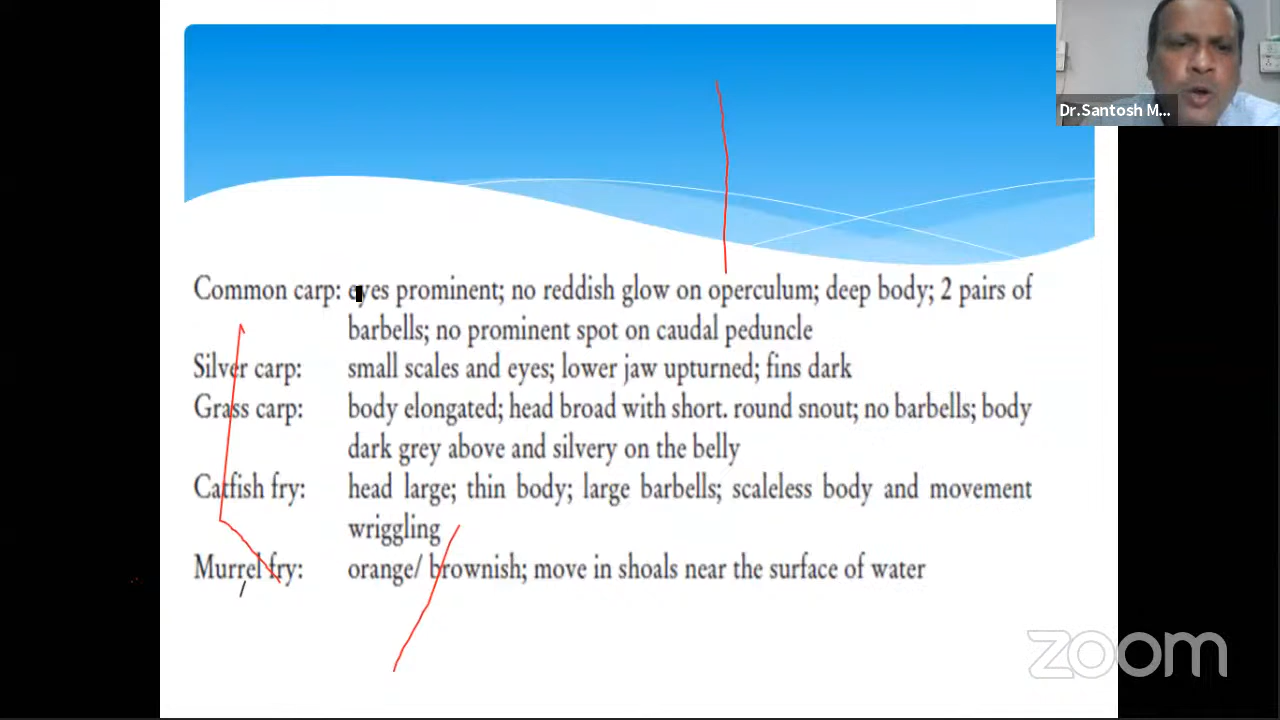 Dr.Santosh M...
Common carp: eyes prominent; no reddish glow on operculum; deep body; 2 pairs of
barbells; no prominent spot on caudal peduncle
Silver carp: small scales and eyes; lower jaw upturned; fins dark
Grass carp: body elongated; head broad with short. round snout; no barbells; body
dark grey above and silvery on the belly
Catfish fry: head large; thin body; large barbells; scaleless body and movement
wriggling
Murrel fry: orange/ brownish; move in shoals near the surface of water
zoom